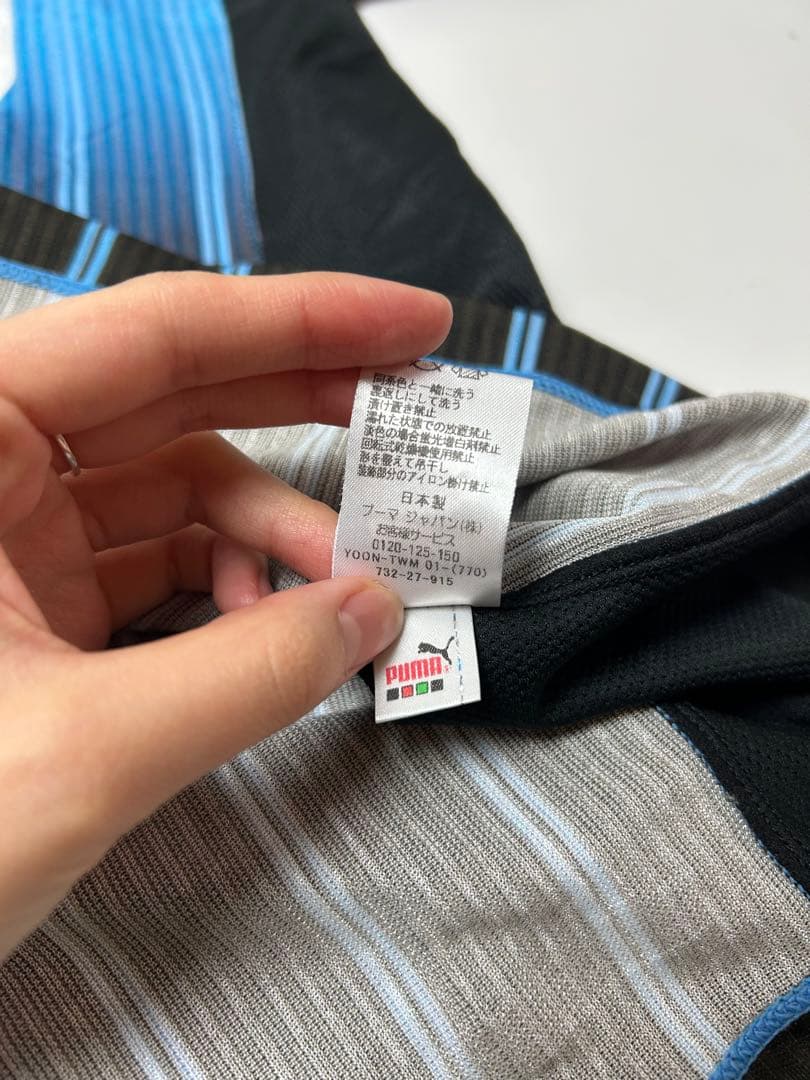 同系色と一緒に洗う
裏返しにして洗う
漬け置き禁止
濡れた状態での放置禁止
淡色の場合蛍光増白剤禁止
回転式乾燥機使用禁止
形を整えて吊干し
装飾部分のアイロン掛け禁止
日本製
プーマ ジャパン(株)
お客様サービス
0120-125-150
YOON-TWM 01-(770)
732-27-915
PUMA